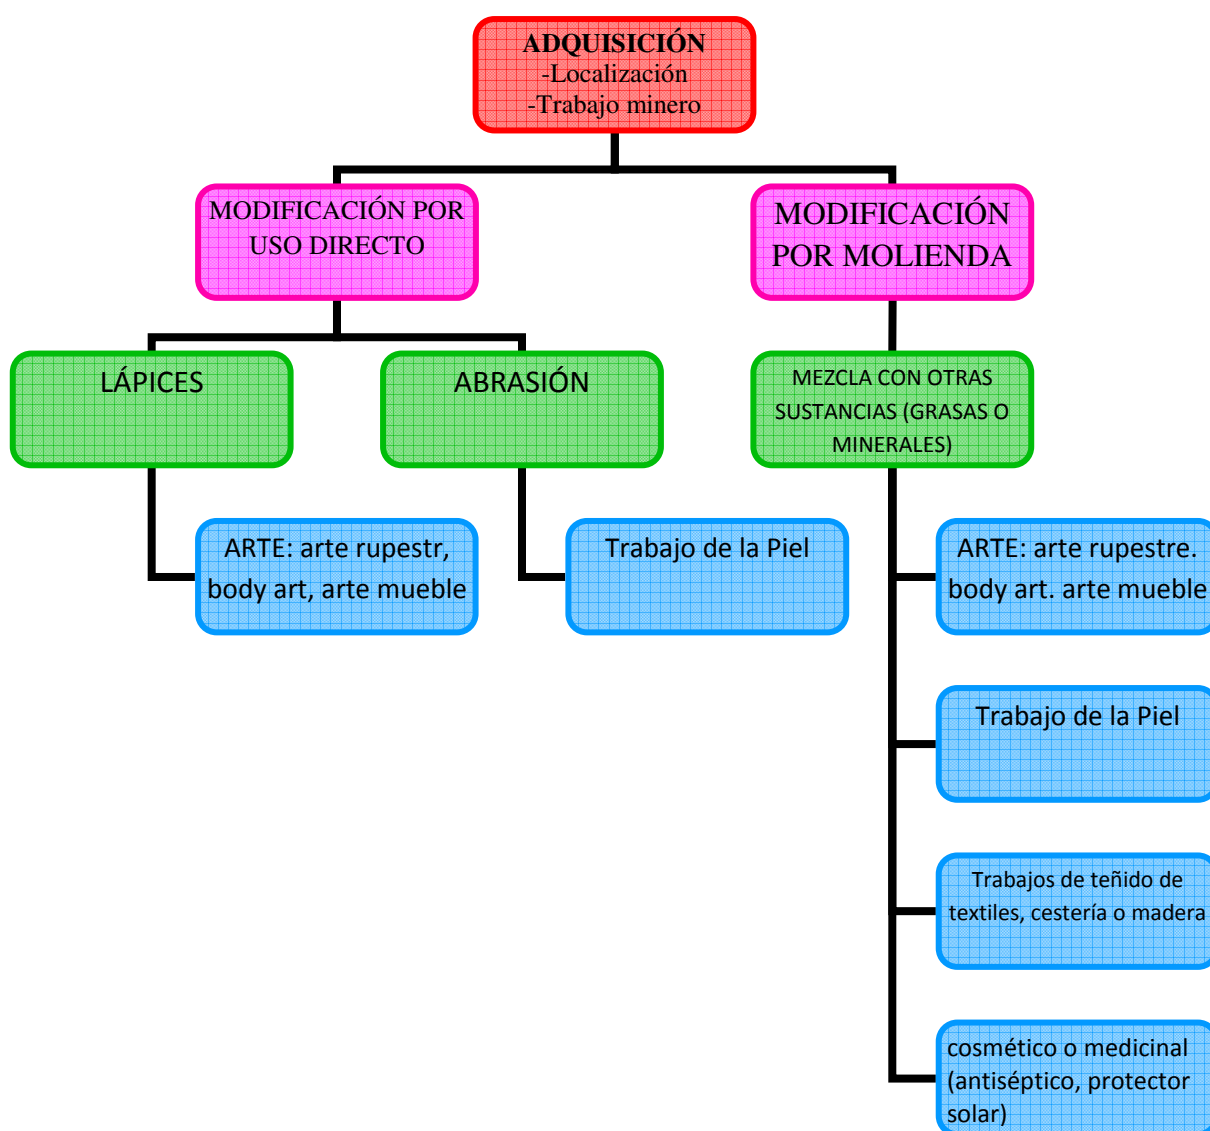 ADQUISICIÓN
-Localización
-Trabajo minero
MODIFICACIÓN POR
USO DIRECTO
MODIFICACIÓN
POR MOLIENDA
LÁPICES
ABRASIÓN
MEZCLA CON OTRAS
SUSTANCIAS (GRASAS O
MINERALES)
ARTE: arte rupestr,
body art, arte mueble
Trabajo de la Piel
ARTE: arte rupestre.
body art. arte mueble
Trabajo de la Piel
Trabajos de teñido de
textiles, cestería o madera
cosmético o medicinal
(antiséptico, protector
solar)